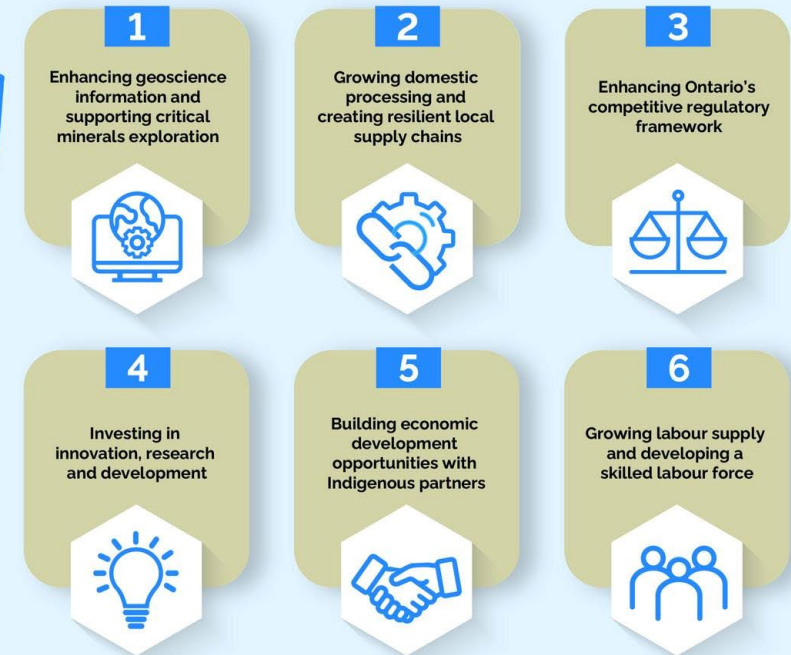 1
Enhancing geoscience
information and
supporting critical
minerals exploration
2
Growing domestic
processing and
creating resilient local
supply chains
3
Enhancing Ontario's
competitive regulatory
framework
4
Investing in
innovation, research
and development
5
Building economic
development
opportunities with
Indigenous partners
6
Growing labour supply
and developing a
skilled labour force